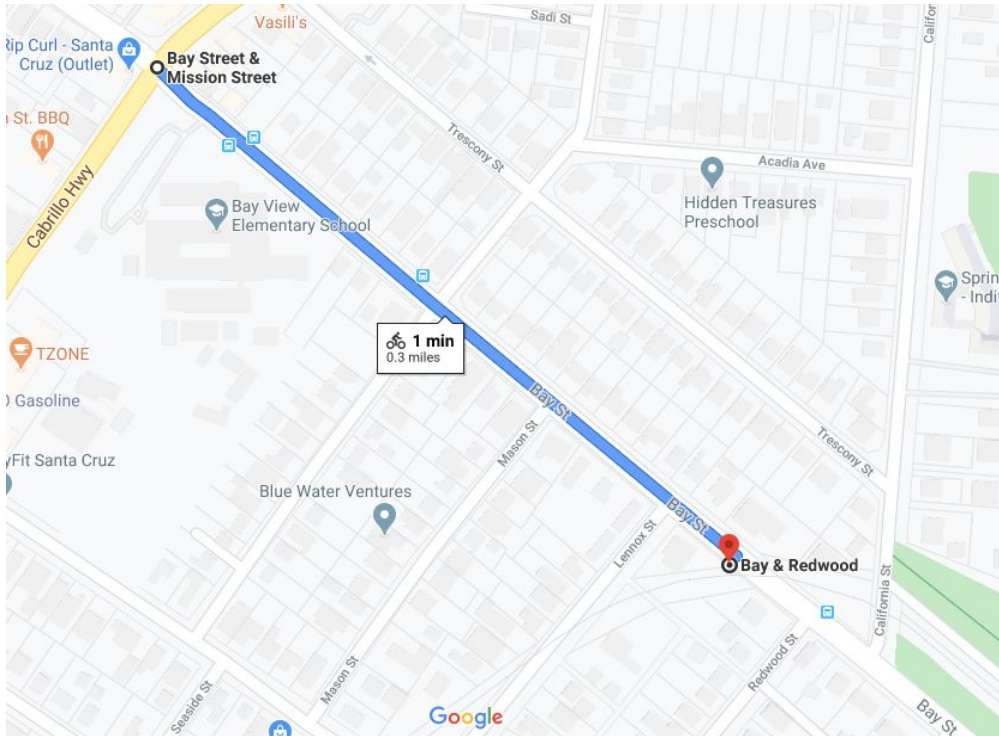 Sadi St
California
Vasili's
Rip Curl - Santa
Cruz (Outlet)
Bay Street &
Mission Street
St. BBQ
Trescony St
Acadia Ave
Cabrillo Hwy
Bay View
Elementary School
Hidden Treasures
Preschool
Sprin
- Indi
1 min
0.3 miles
TZONE
Gasoline
Bay St
Mason St
Trescony St
yFit Santa Cruz
Blue Water Ventures
Bay St
Lennox St
Bay & Redwood
California St
Redwood St
Mason St
Seaside St
Google
Bay St